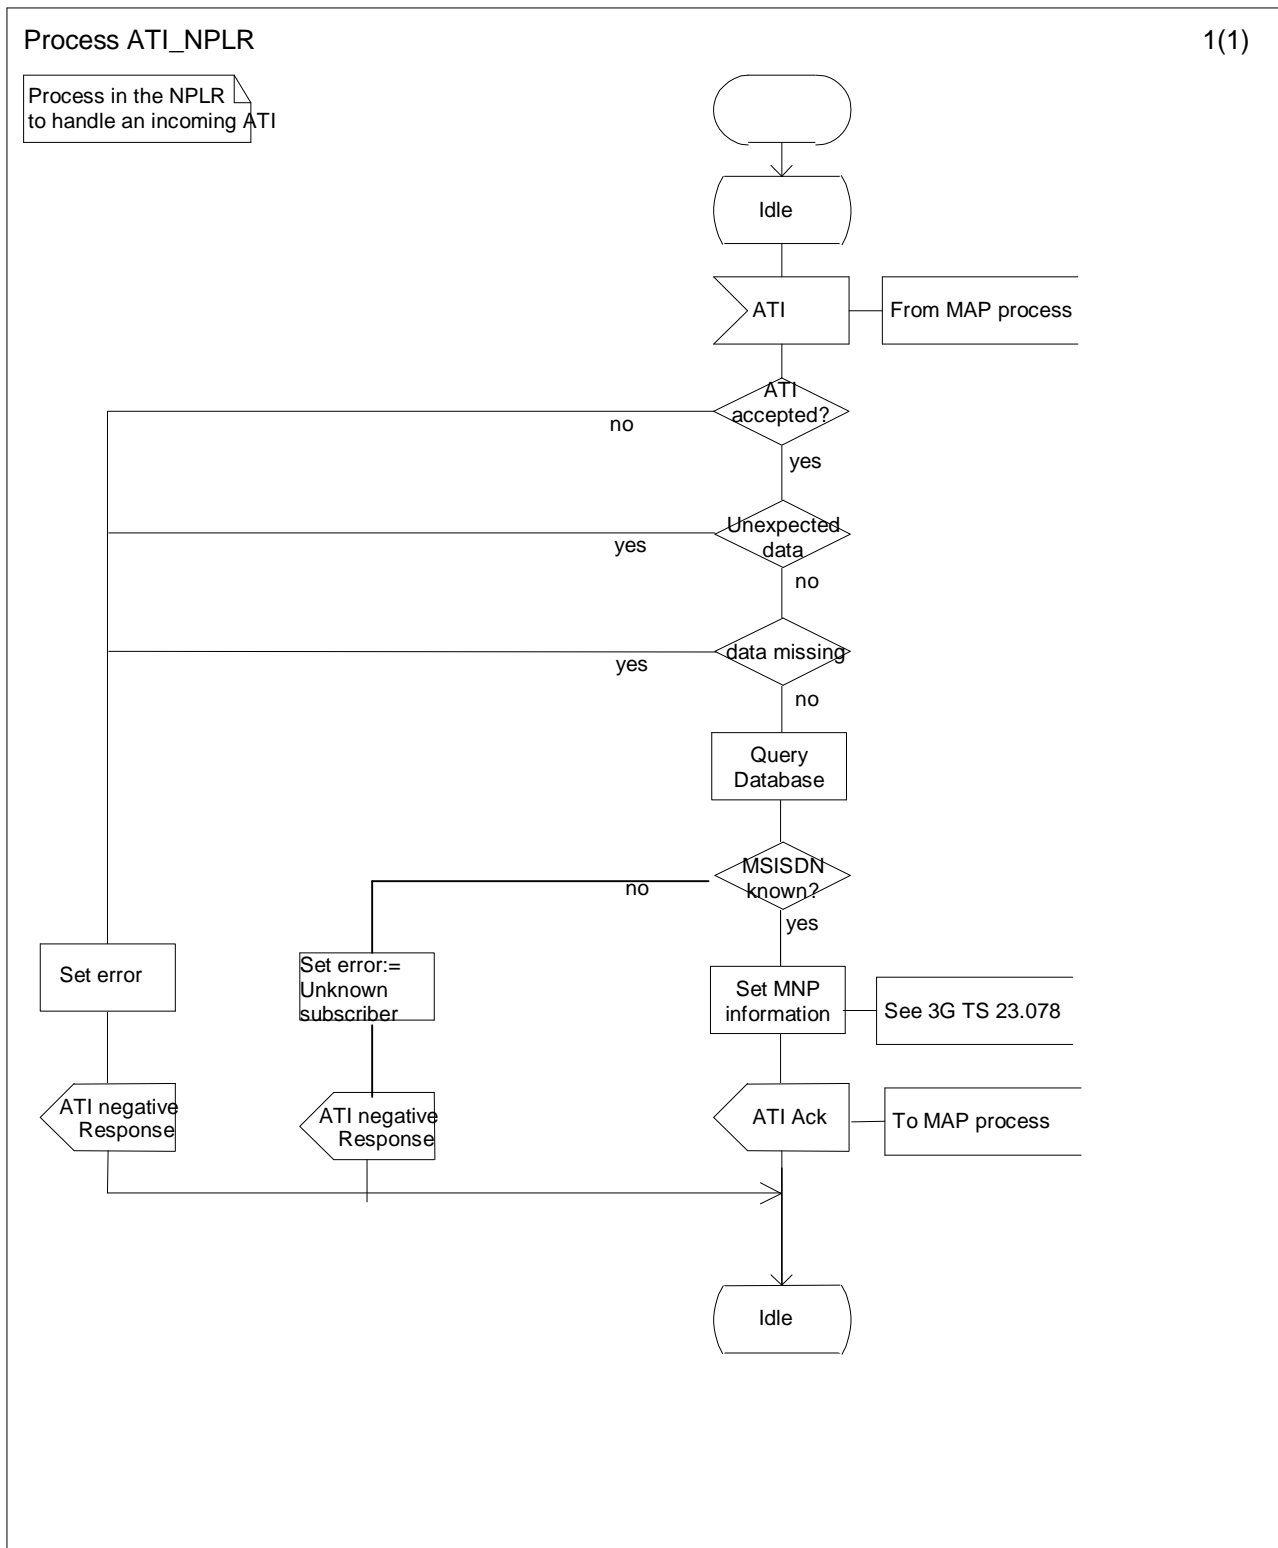 Process ATI_NPLR
1(1)
Process in the NPLR
to handle an incoming ATI
Idle
ATI
From MAP process
ATI
accepted?
no
yes
Unexpected
data
yes
no
data missing
yes
no
Query
Database
MSISDN
known?
no
yes
Set error
Set error:=
Unknown
subscriber
Set MNP
information
See 3G TS 23.078
ATI negative
Response
ATI negative
Response
ATI Ack
To MAP process
Idle